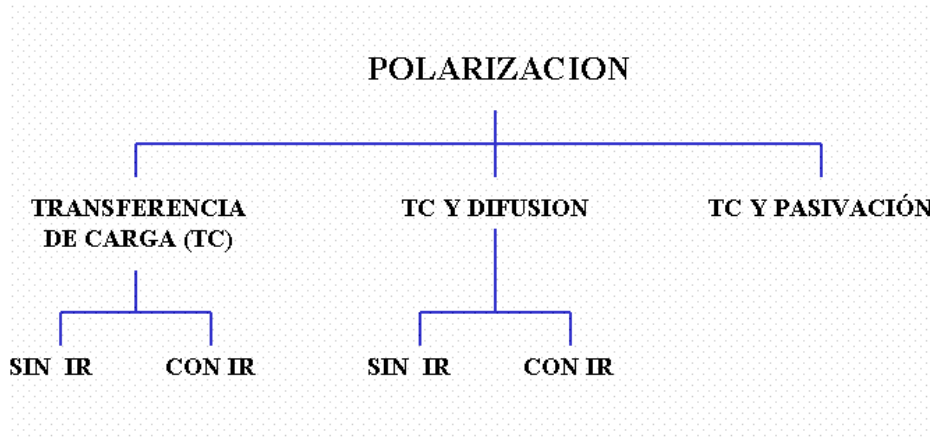 POLARIZACION
TRANSFERENCIA
DE CARGA (TC)
TC Y DIFUSION
TC Y PASIVACIÓN
SIN IR
CON IR
SIN IR
CON IR